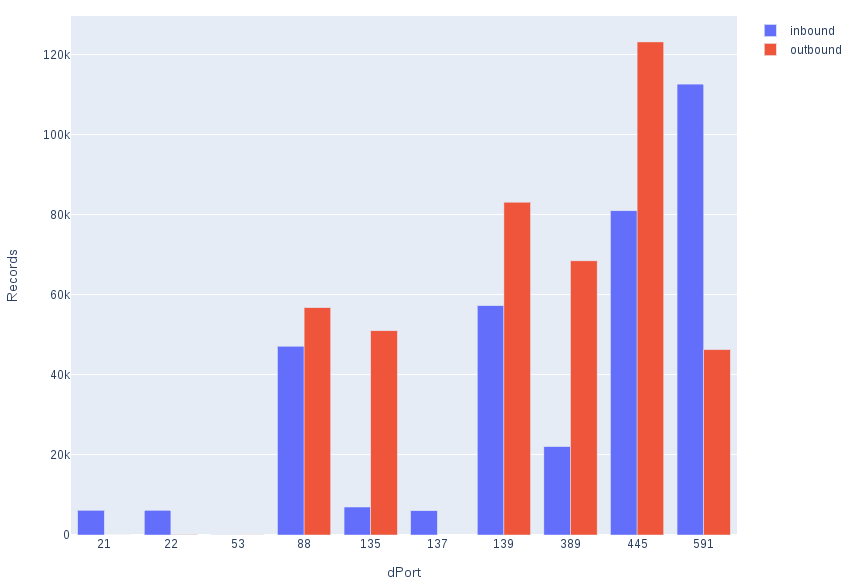 inbound
outbound
120k
100k
80k
60k
40k
20k
0
Records
21 22 53 88 135 137 139 389 445 591
dPort